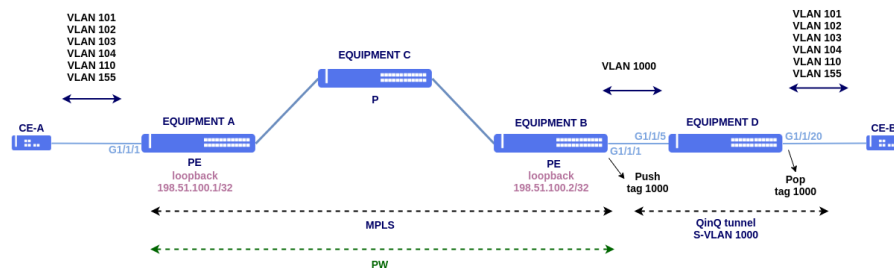 VLAN 101
VLAN 102
VLAN 103
VLAN 104
VLAN 110
VLAN 155
VLAN 101
VLAN 102
VLAN 103
VLAN 104
VLAN 110
VLAN 155
EQUIPMENT C
P
VLAN 1000
CE-A
EQUIPMENT A
EQUIPMENT B
EQUIPMENT D
G1/1/1
G1/1/5
G1/1/20
G1/1/1
PE
loopback
198.51.100.1/32
PE
loopback
198.51.100.2/32
Push
tag 1000
Pop
tag 1000
MPLS
QinQ tunnel
S-VLAN 1000
PW